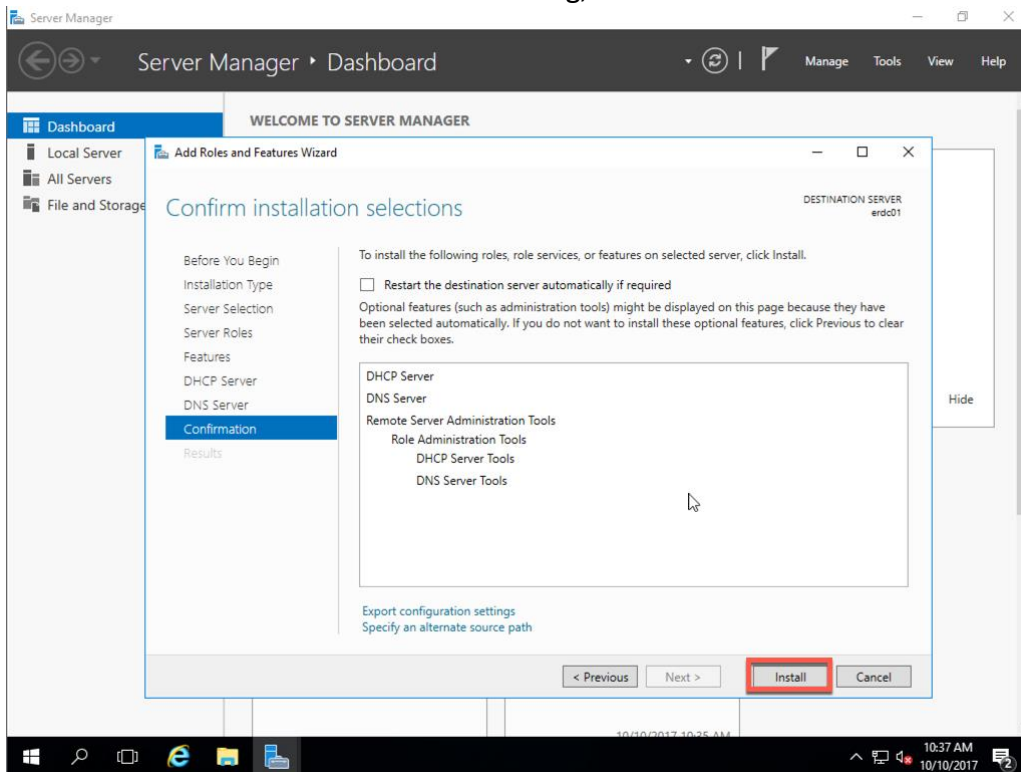 Server Manager
Server Manager • Dashboard
Manage Tools View Help
Dashboard
Local Server
All Servers
File and Storage
WELCOME TO SERVER MANAGER
Add Roles and Features Wizard
Confirm installation selections
DESTINATION SERVER
erdc01
Before You Begin
Installation Type
Server Selection
Server Roles
Features
DHCP Server
DNS Server
Confirmation
Results
To install the following roles, role services, or features on selected server, click Install.
Restart the destination server automatically if required
Optional features (such as administration tools) might be displayed on this page because they have
been selected automatically. If you do not want to install these optional features, click Previous to clear
their check boxes.
DHCP Server
DNS Server
Remote Server Administration Tools
Role Administration Tools
DHCP Server Tools
DNS Server Tools
Export configuration settings
Specify an alternate source path
< Previous Next > Install Cancel
Hide
10/10/2017 10:35 AM
10:37 AM
10/10/2017
2